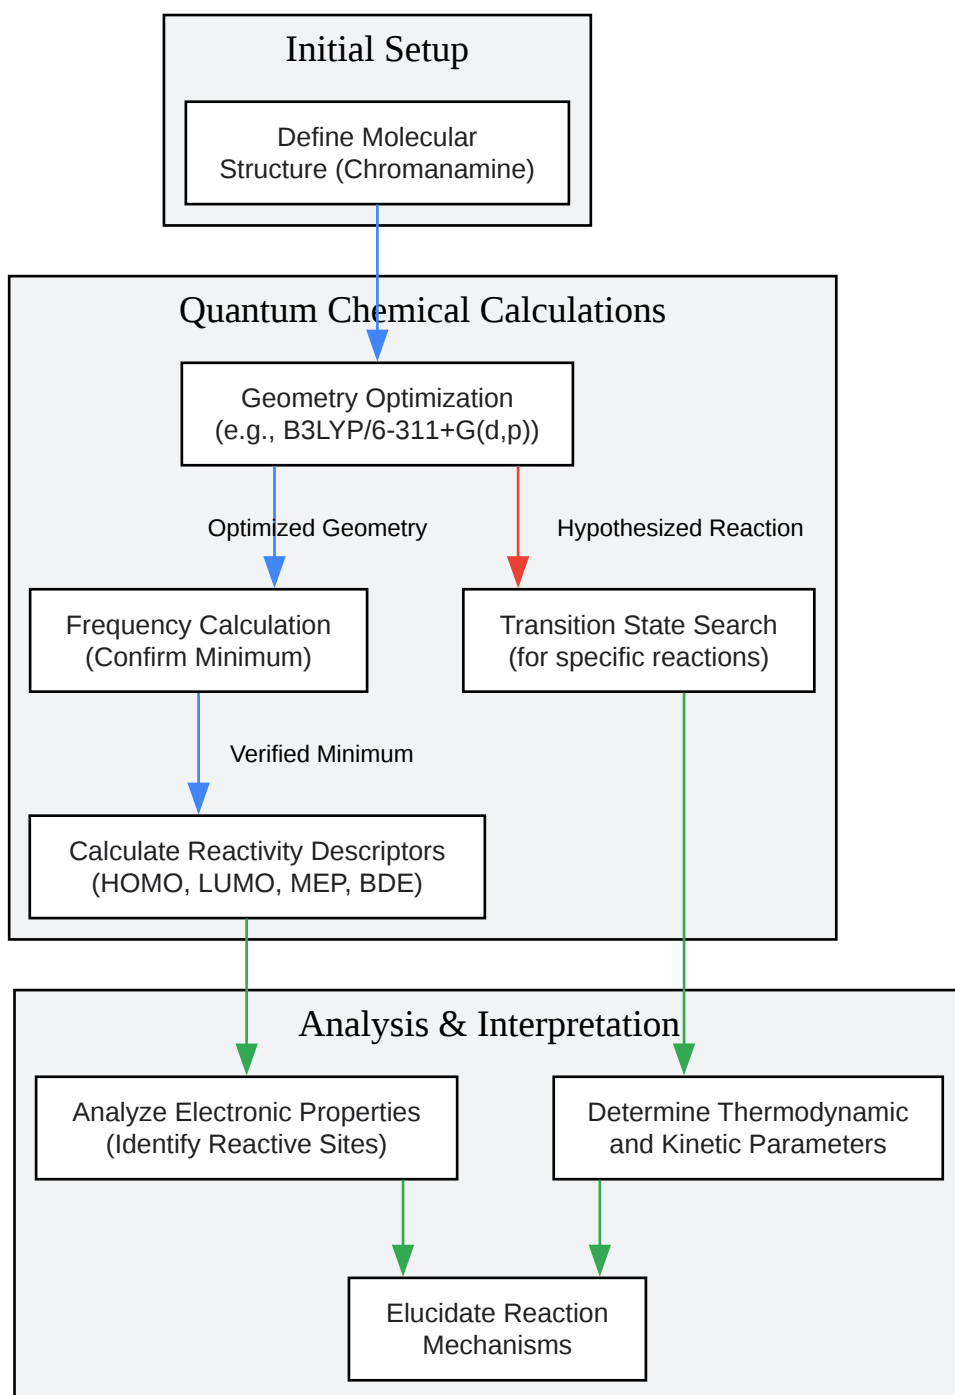 Initial Setup
Define Molecular
Structure (Chromanamine)
Quantum Chemical Calculations
Geometry Optimization
(e.g., B3LYP/6-311+G(d,p))
Optimized Geometry
Hypothesized Reaction
Frequency Calculation
(Confirm Minimum)
Transition State Search
(for specific reactions)
Verified Minimum
Calculate Reactivity Descriptors
(HOMO, LUMO, MEP, BDE)
Analysis & Interpretation
Analyze Electronic Properties
(Identify Reactive Sites)
Determine Thermodynamic
and Kinetic Parameters
Elucidate Reaction
Mechanisms